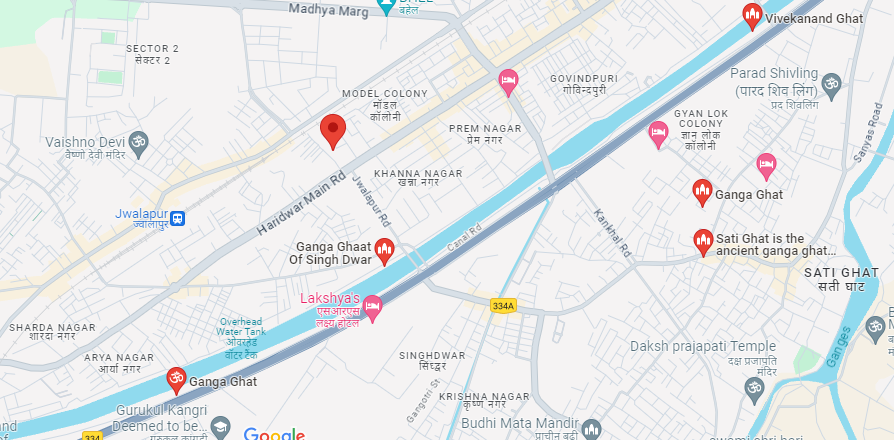 Madhya Marg
बहेल
Vivekanand Ghat
SECTOR 2
सेक्टर 2
GOVINDPURI
गोविन्दपुरी
Parad Shivling
(पारद शिव लिंग)
प्रद शिवलिंग
MODEL COLONY
मॉडल
कॉलोनी
GYAN LOK
COLONY
ज्ञान लोक
कॉलोनी
PREM NAGAR
प्रेम नगर
Sanyas Road
Vaishno Devi
वैष्णो देवी मंदिर
KHANNA NAGAR
खन्ना नगर
Jwalapur Rd
Haridwar Main Rd
Ganga Ghat
Jwalapur
ज्वालापुर
Kankhal Rd
Canal Rd
Ganga Ghaat
Of Singh Dwar
Sati Ghat is the
ancient ganga ghat...
SATI GHAT
सती घाट
Lakshya's
एसआरएस
लक्ष्य होटल
334A
SHARDA NAGAR
शारदा नगर
Overhead
Water Tank
ओवरहेड
वॉटर टैंक
Ganges
ARYA NAGAR
आर्या नगर
SINGHDWAR
सिंघद्वर
Daksh prajapati Temple
दक्ष प्रजापति
मंदिर
Ganga Ghat
Gangotri St
KRISHNA NAGAR
कृष्ण नगर
Gurukul Kangri
Deemed to be...
गुरुकुल कांगड़ी
Budhi Mata Mandir
प्राचीन बूढ़ी
334
Google